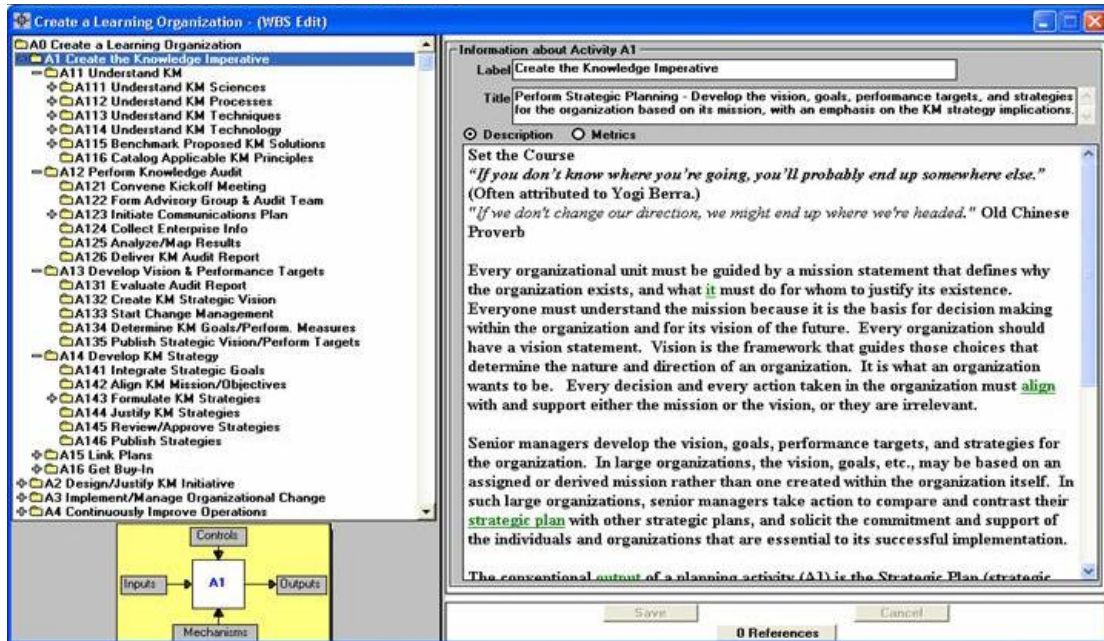 Create a Learning Organization - (WBS Edit)
A0 Create a Learning Organization
A1 Create the Knowledge Imperative
A11 Understand KM
A111 Understand KM Sciences
A112 Understand KM Processes
A113 Understand KM Techniques
A114 Understand KM Technology
A115 Benchmark Proposed KM Solutions
A116 Catalog Applicable KM Principles
A12 Perform Knowledge Audit
A121 Convene Kickoff Meeting
A122 Form Advisory Group & Audit Team
A123 Initiate Communications Plan
A124 Collect Enterprise Info
A125 Analyze/Map Results
A126 Deliver KM Audit Report
A13 Develop Vision & Performance Targets
A131 Evaluate Audit Report
A132 Create KM Strategic Vision
A133 Start Change Management
A134 Determine KM Goals/Perform. Measures
A135 Publish Strategic Vision/Perform Targets
A14 Develop KM Strategy
A141 Integrate Strategic Goals
A142 Align KM Mission/Objectives
A143 Formulate KM Strategies
A144 Justify KM Strategies
A145 Review/Approve Strategies
A146 Publish Strategies
A15 Link Plans
A16 Get Buy-In
A2 Design/Justify KM Initiative
A3 Implement/Manage Organizational Change
A4 Continuously Improve Operations
Controls
Inputs
A1
Outputs
Mechanisms
Information about Activity A1
Label Create the Knowledge Imperative
Title Perform Strategic Planning - Develop the vision, goals, performance targets, and strategies
for the organization based on its mission, with an emphasis on the KM strategy implications.
Description Metrics
Set the Course
"If you don't know where you're going, you'll probably end up somewhere else."
(Often attributed to Yogi Berra.)
"If we don't change our direction, we might end up where we're headed." Old Chinese
Proverb
Every organizational unit must be guided by a mission statement that defines why
the organization exists, and what it must do for whom to justify its existence.
Everyone must understand the mission because it is the basis for decision making
within the organization and for its vision of the future. Every organization should
have a vision statement. Vision is the framework that guides those choices that
determine the nature and direction of an organization. It is what an organization
wants to be. Every decision and every action taken in the organization must align
with and support either the mission or the vision, or they are irrelevant.
Senior managers develop the vision, goals, performance targets, and strategies for
the organization. In large organizations, the vision, goals, etc., may be based on an
assigned or derived mission rather than one created within the organization itself. In
such large organizations, senior managers take action to compare and contrast their
strategic plan with other strategic plans, and solicit the commitment and support of
the individuals and organizations that are essential to its successful implementation.
The conventional output of a planning activity (A1) is the Strategic Plan (strategic
Save Cancel
0 References